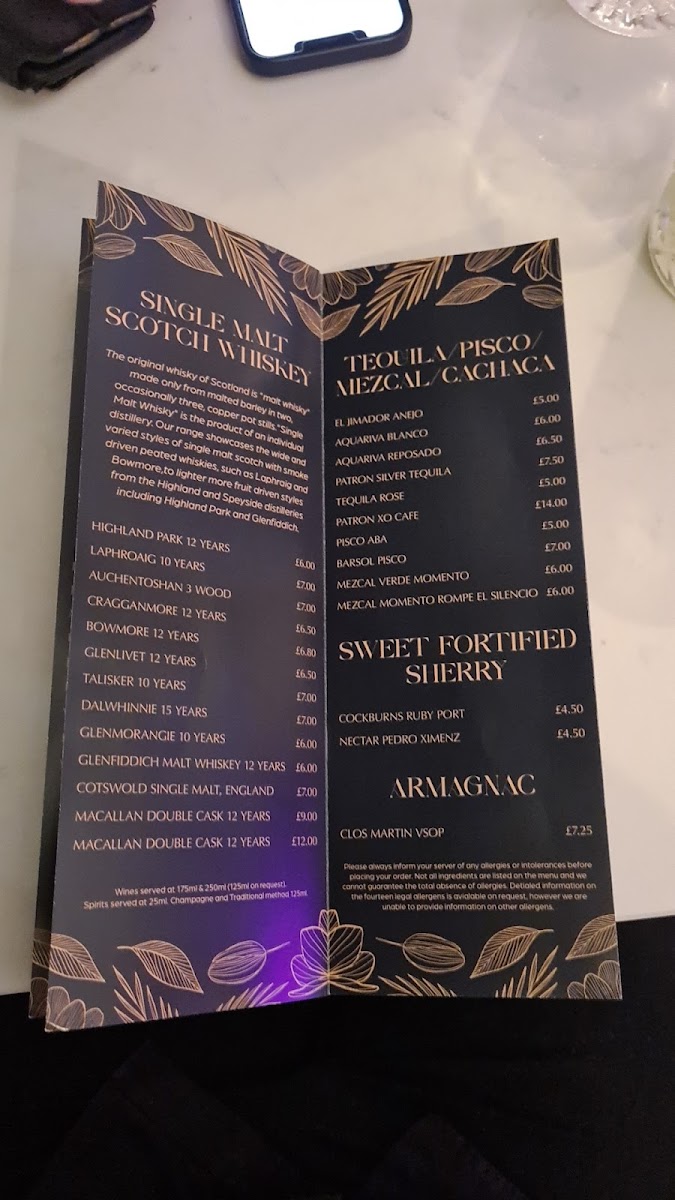 SINGLE MALT
SCOTCH WHISKEY
The original whisky of Scotland is "malt whisky"
made only from malted barley in two,
occasionally three, copper pot stills. "Single
Malt Whisky" is the product of an individual
distillery. Our range showcases the wide and
varied styles of single malt scotch with smoke
driven peated whiskies, such as Laphraig and
Bowmore,to lighter more fruit driven styles
from the Highland and Speyside distilleries
including Highland Park and Glenfiddich.
HIGHLAND PARK 12 YEARS £6.00
LAPHROAIG 10 YEARS £7.00
AUCHENTOSHAN 3 WOOD £7.00
CRAGGANMORE 12 YEARS £6.50
BOWMORE 12 YEARS £6.80
GLENLIVET 12 YEARS £6.50
TALISKER 10 YEARS £7.00
DALWHINNIE 15 YEARS £7.00
GLENMORANGIE 10 YEARS £6.00
GLENFIDDICH MALT WHISKEY 12 YEARS £6.00
COTSWOLD SINGLE MALT, ENGLAND £7.00
MACALLAN DOUBLE CASK 12 YEARS £9.00
MACALLAN DOUBLE CASK 12 YEARS £12.00
Wines served at 175ml & 250ml (125ml on request).
Spirits served at 25ml. Champagne and Traditional method 125ml.
TEQUILA/PISCO/
MEZCAL/CACHACA
EL JIMADOR ANEJO £5.00
AQUARIVA BLANCO £6.00
AQUARIVA REPOSADO £6.50
PATRON SILVER TEQUILA £7.50
TEQUILA ROSE £5.00
PATRON XO CAFE £14.00
PISCO ABA £5.00
BARSOL PISCO £7.00
MEZCAL VERDE MOMENTO £6.00
MEZCAL MOMENTO ROMPE EL SILENCIO £6.00
SWEET FORTIFIED
SHERRY
COCKBURNS RUBY PORT £4.50
NECTAR PEDRO XIMENZ £4.50
ARMAGNAC
CLOS MARTIN VSOP £7.25
Please always inform your server of any allergies or intolerances before
placing your order. Not all ingredients are listed on the menu and we
cannot guarantee the total absence of allergies. Detialed information on
the fourteen legal allergens is avialable on request, however we are
unable to provide information on other allergens.